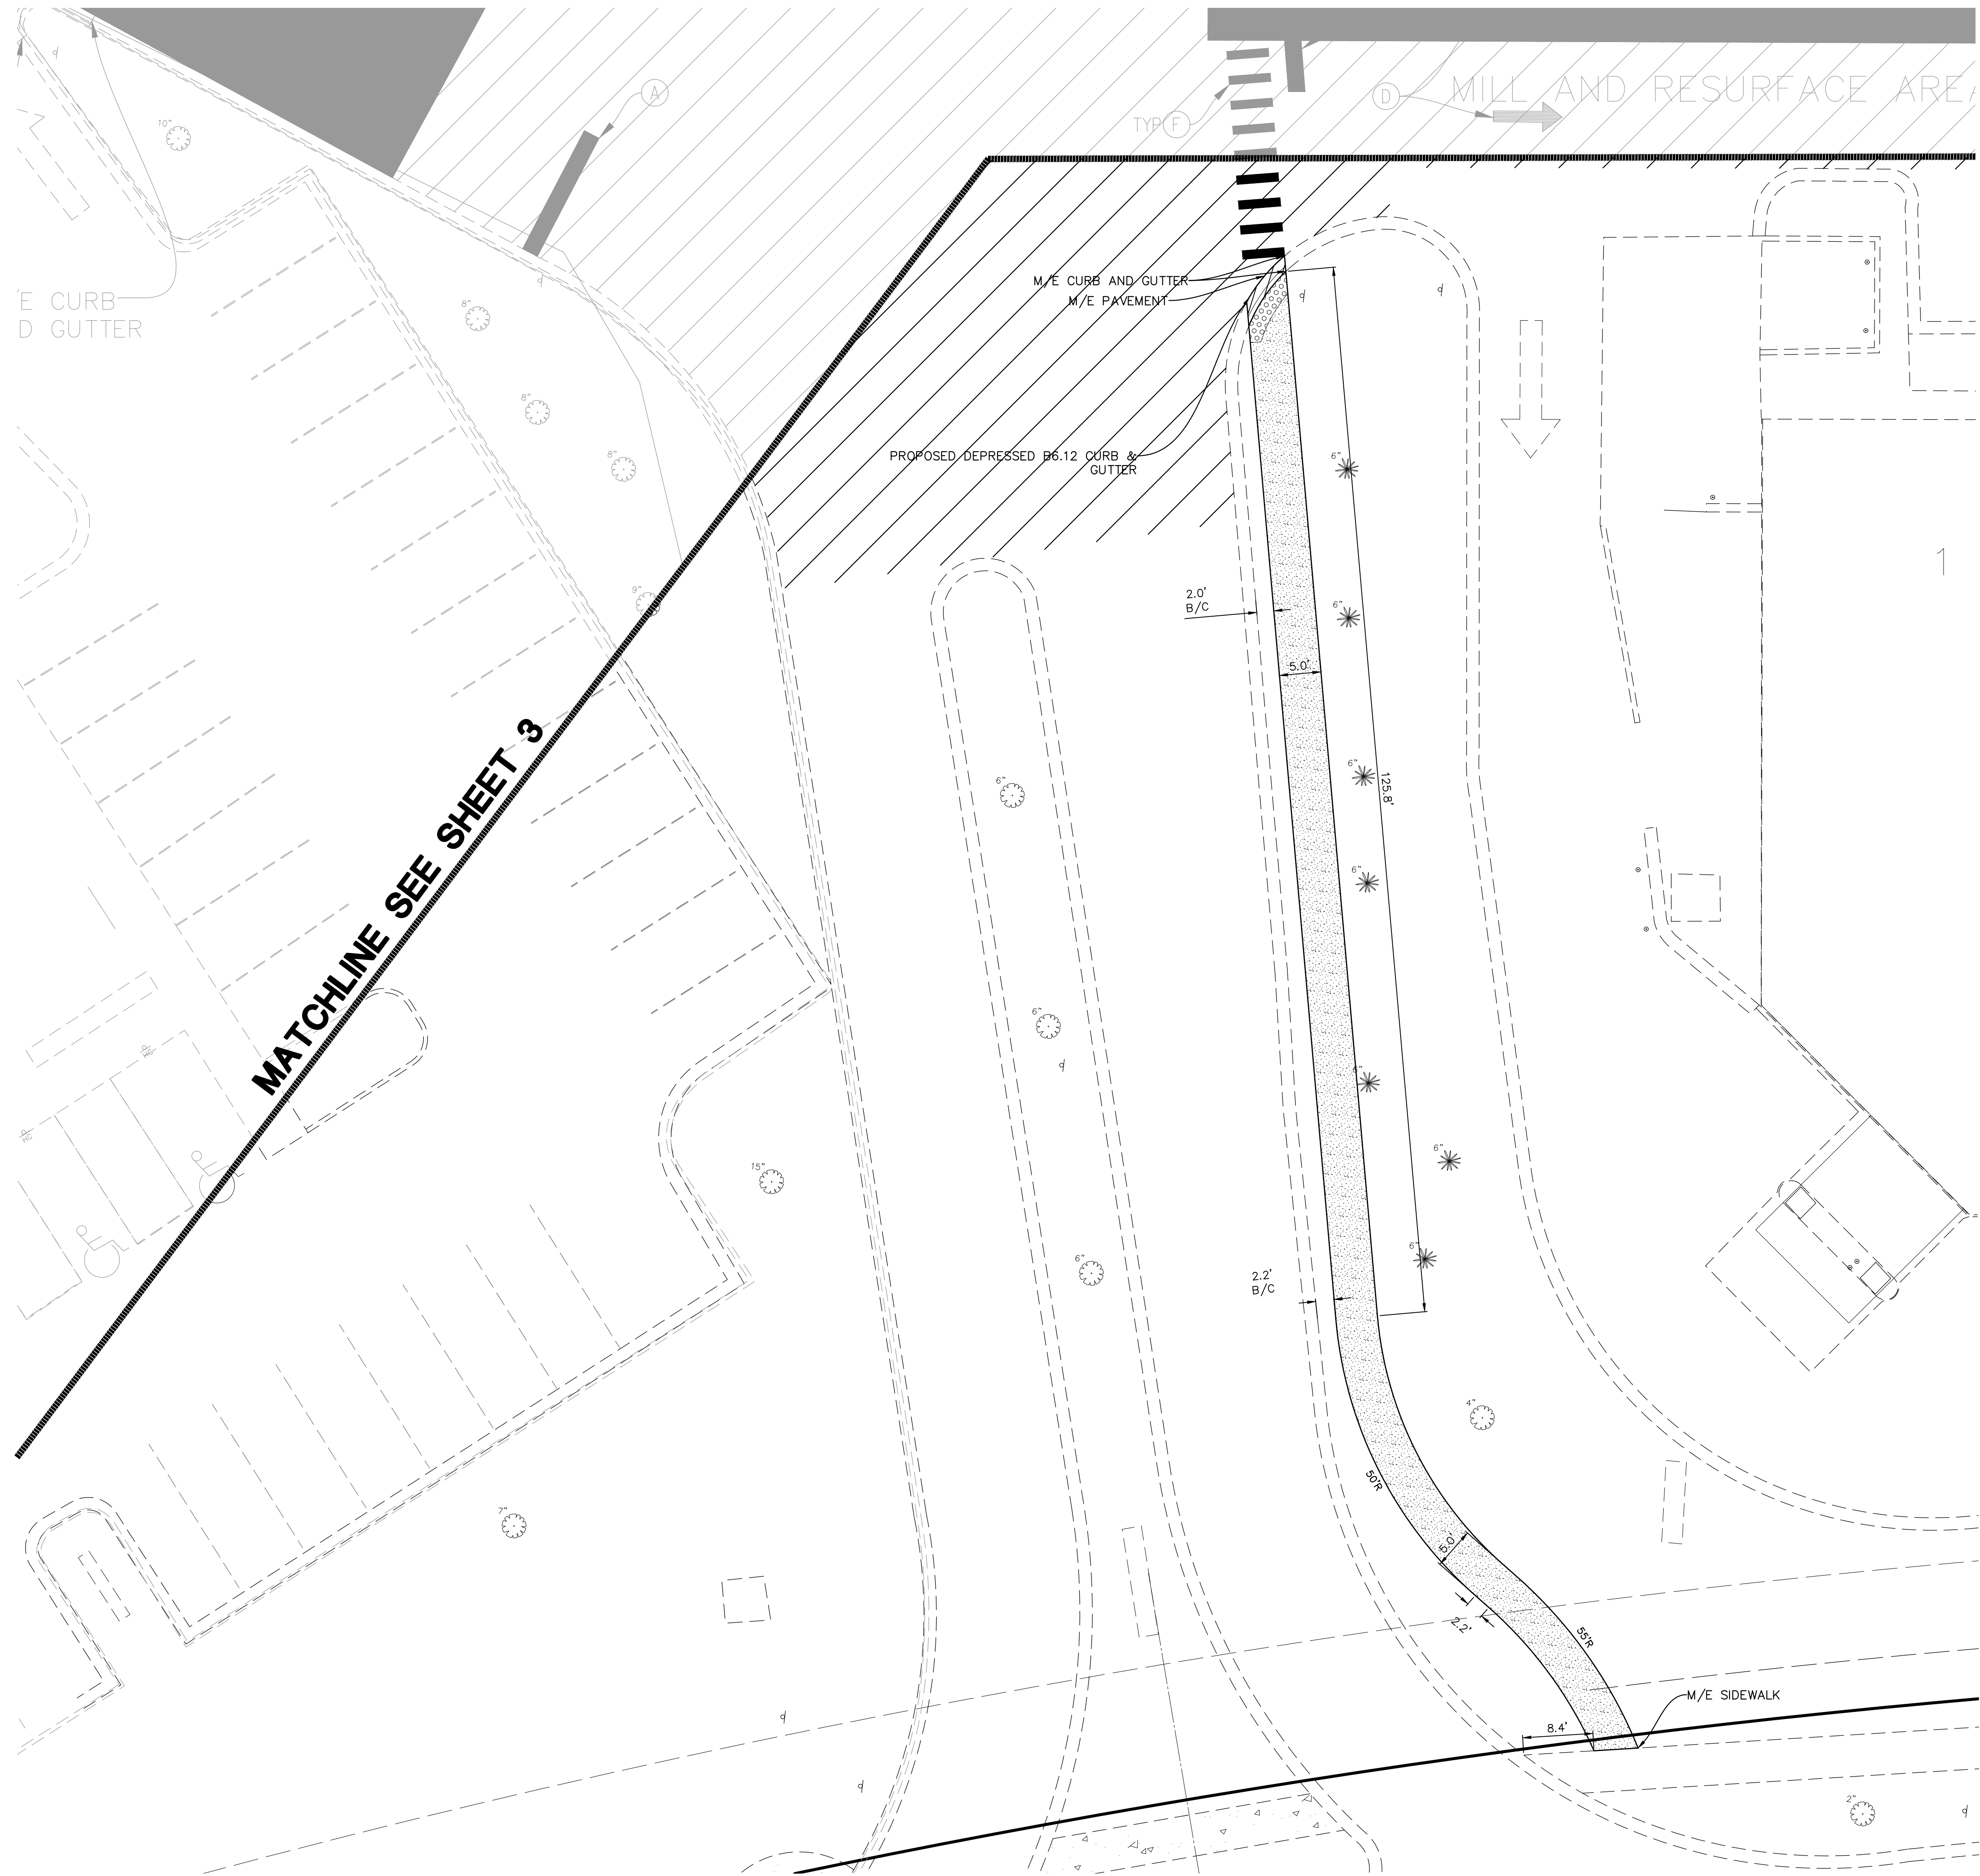 A
D
MILL AND RESURFACE AREA
TYP F
10"
E CURB
D GUTTER
8"
M/E CURB AND GUTTER
M/E PAVEMENT
8"
8"
PROPOSED DEPRESSED B6.12 CURB &
GUTTER
6"
1
9"
2.0'
B/C
6"
5.0'
MATCHLINE SEE SHEET 3
6"
6"
125.8'
6"
6"
HC
6"
HC
15"
6"
6"
6"
2.2'
B/C
4"
50'R
7"
5.0'
2.2'
55'R
M/E SIDEWALK
8.4'
2"